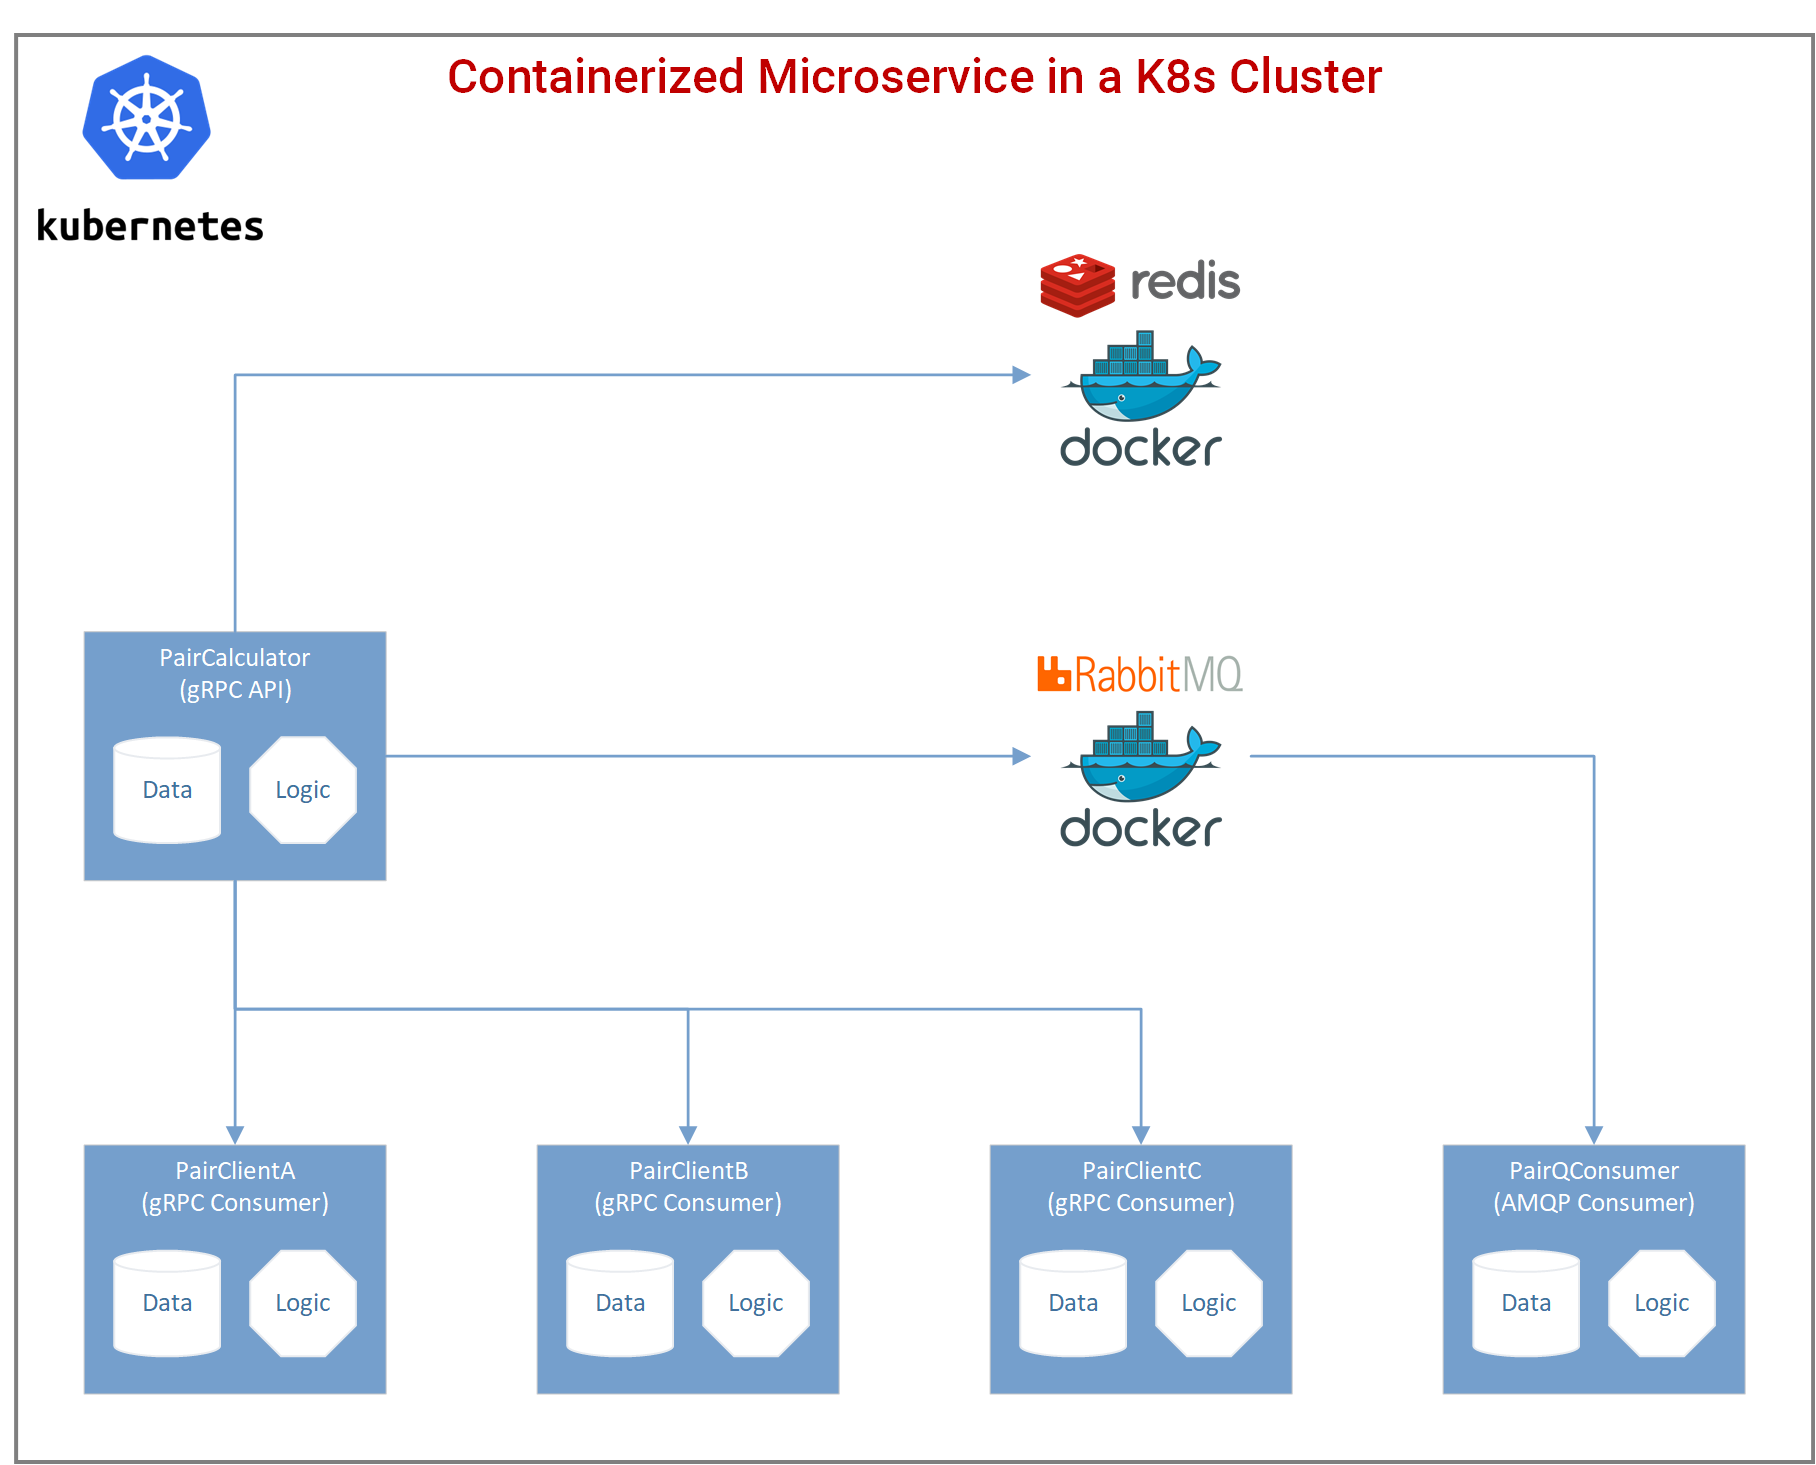 Containerized Microservice in a K8s Cluster
kubernetes
redis
docker
PairCalculator
(gRPC API)
Data
Logic
RabbitMQ
docker
PairClientA
(gRPC Consumer)
Data
Logic
PairClientB
(gRPC Consumer)
Data
Logic
PairClientC
(gRPC Consumer)
Data
Logic
PairQConsumer
(AMQP Consumer)
Data
Logic